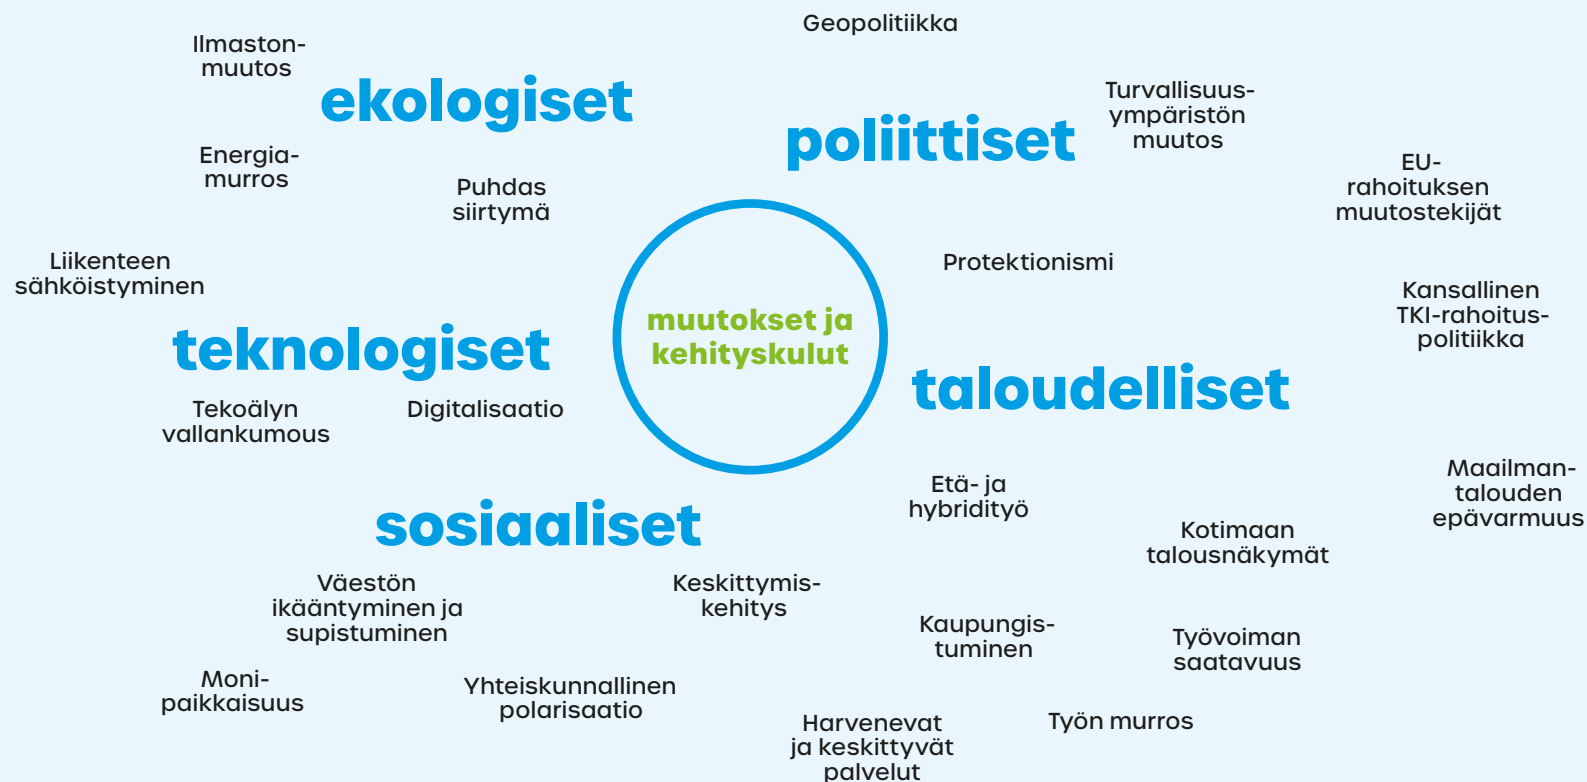 Geopolitiikka
Ilmaston-
muutos
ekologiset
Energia-
murros
Puhdas
siirtymä
poliittiset
Turvallisuus-
ympäristön
muutos
EU-
rahoituksen
muutostekijät
Protektionismi
Kansallinen
TKI-rahoitus-
politiikka
Liikenteen
sähköistyminen
teknologiset
muutokset ja
kehityskulut
taloudelliset
Tekoälyn
vallankumous
Digitalisaatio
Etä- ja
hybridityö
Maailman-
talouden
epävarmuus
Kotimaan
talousnäkymät
sosiaaliset
Väestön
ikääntyminen ja
supistuminen
Keskittymis-
kehitys
Kaupungis-
tuminen
Työvoiman
saatavuus
Moni-
paikkaisuus
Yhteiskunnallinen
polarisaatio
Harvenevat
ja keskittyvät
palvelut
Työn murros